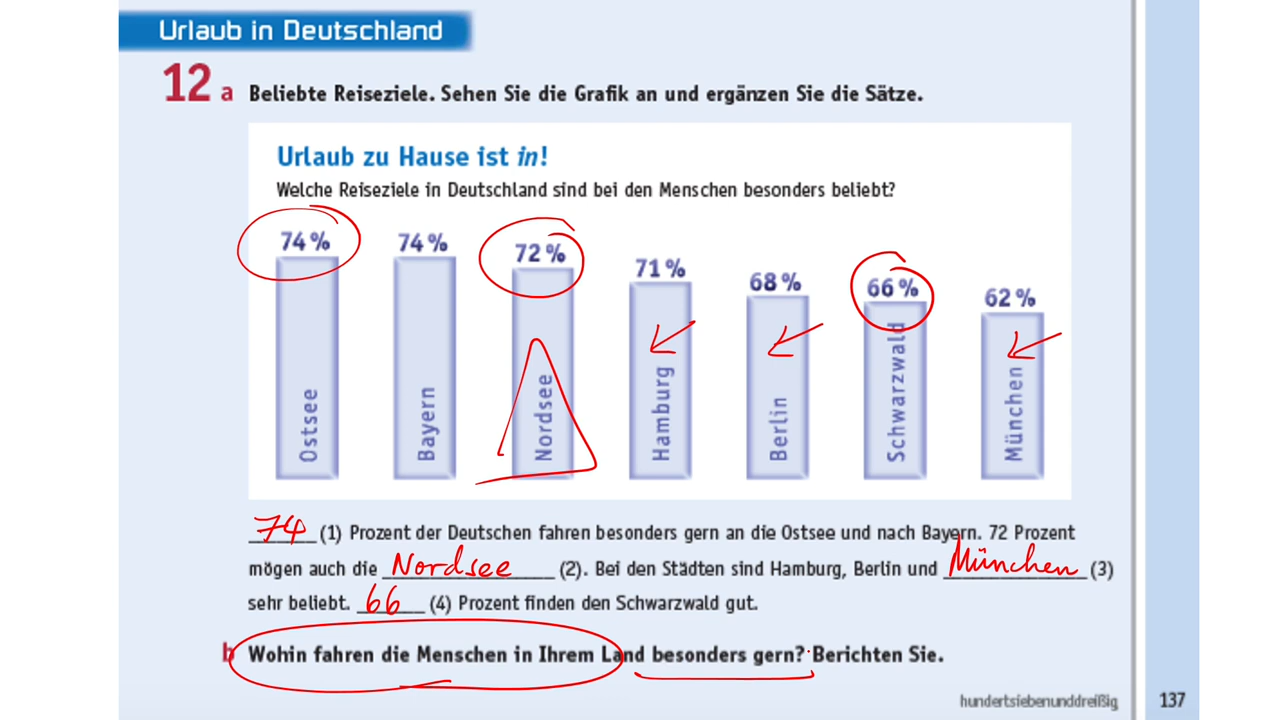 Urlaub in Deutschland
12 a Beliebte Reiseziele. Sehen Sie die Grafik an und ergänzen Sie die Sätze.
Urlaub zu Hause ist in!
Welche Reiseziele in Deutschland sind bei den Menschen besonders beliebt?
74 % 74 % 72 % 71 % 68 % 66 % 62 %
Ostsee Bayern Nordsee Hamburg Berlin Schwarzwald München
74 (1) Prozent der Deutschen fahren besonders gern an die Ostsee und nach Bayern. 72 Prozent
mögen auch die Nordsee (2). Bei den Städten sind Hamburg, Berlin und München (3)
sehr beliebt. 66 (4) Prozent finden den Schwarzwald gut.
b Wohin fahren die Menschen in Ihrem Land besonders gern? Berichten Sie.
hundertsiebenunddreißig 137